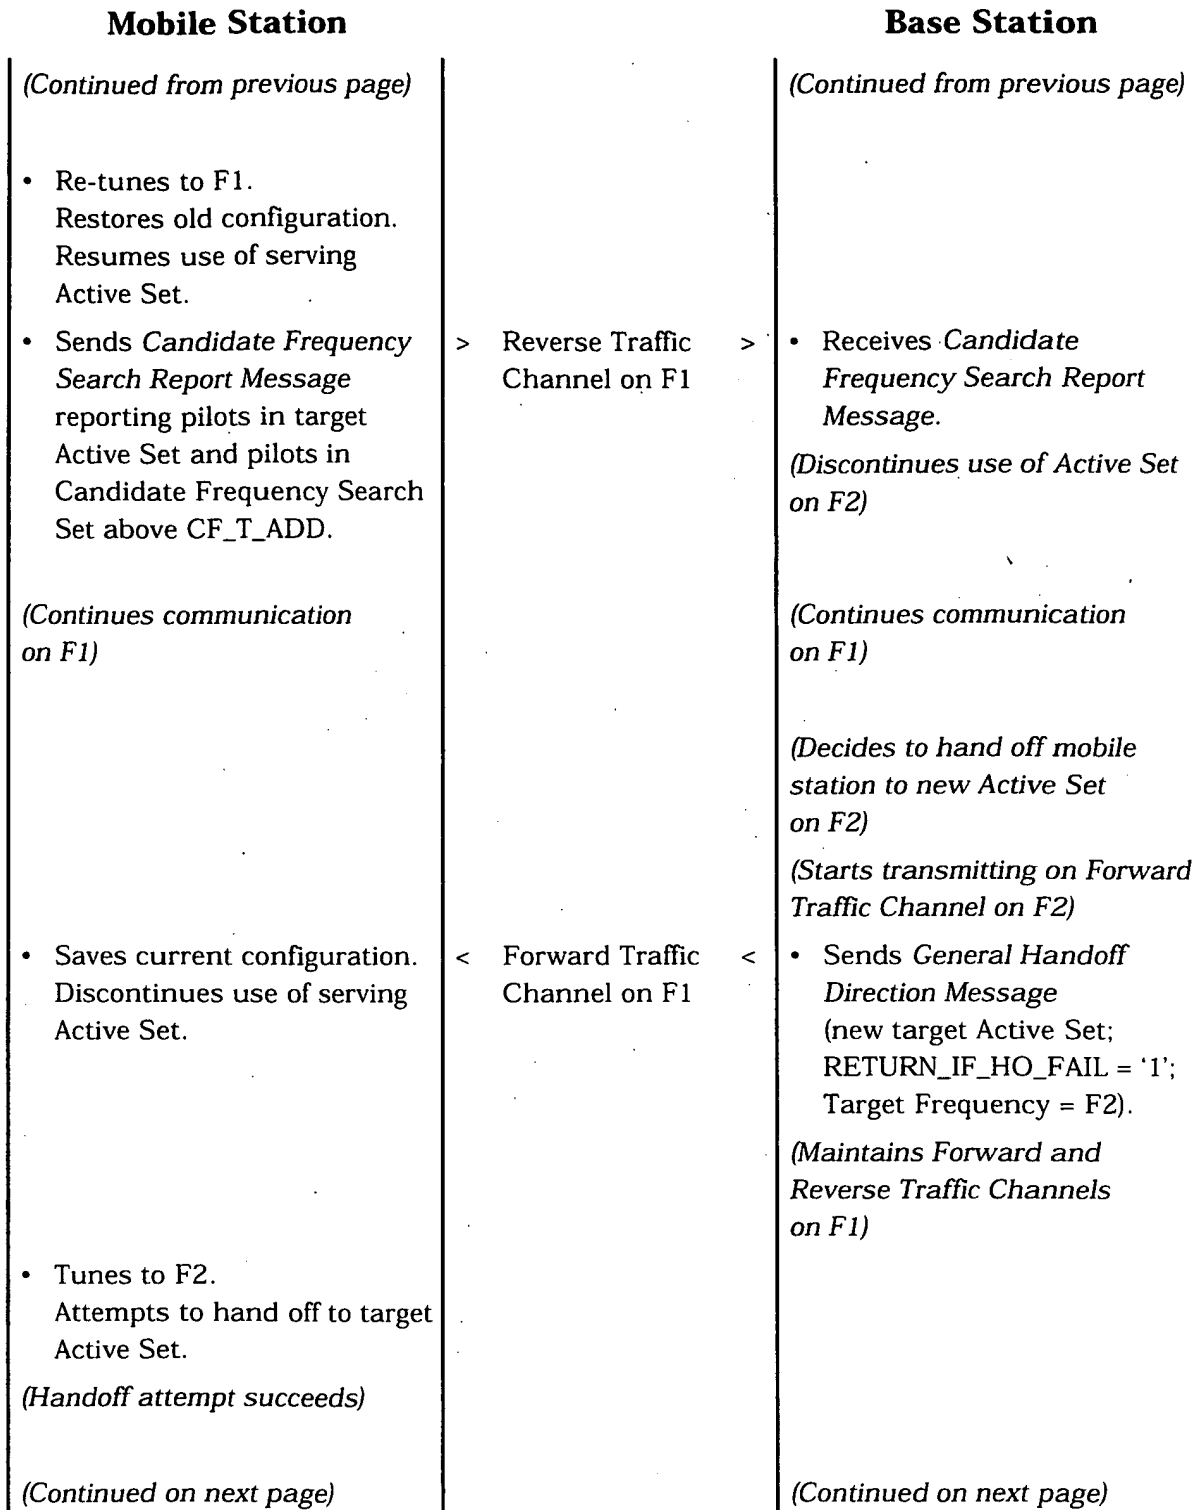 Mobile Station
Base Station
(Continued from previous page)
(Continued from previous page)
• Re-tunes to F1.
Restores old configuration.
Resumes use of serving
Active Set.
• Sends Candidate Frequency
Search Report Message
reporting pilots in target
Active Set and pilots in
Candidate Frequency Search
Set above CF_T_ADD.
> Reverse Traffic >
Channel on F1
• Receives Candidate
Frequency Search Report
Message.
(Discontinues use of Active Set
on F2)
(Continues communication
on F1)
(Continues communication
on F1)
(Decides to hand off mobile
station to new Active Set
on F2)
(Starts transmitting on Forward
Traffic Channel on F2)
• Saves current configuration.
Discontinues use of serving
Active Set.
< Forward Traffic <
Channel on F1
• Sends General Handoff
Direction Message
(new target Active Set;
RETURN_IF_HO_FAIL = ‘1’;
Target Frequency = F2).
(Maintains Forward and
Reverse Traffic Channels
on F1)
• Tunes to F2.
Attempts to hand off to target
Active Set.
(Handoff attempt succeeds)
(Continued on next page)
(Continued on next page)